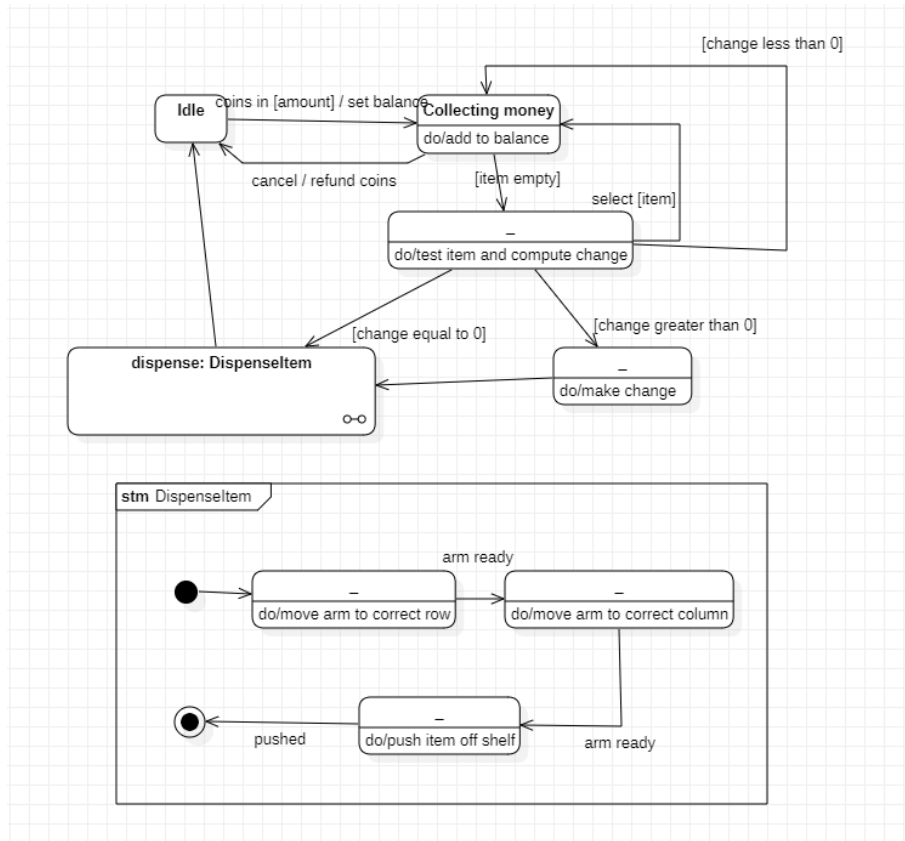 [change less than 0]
Idle
coins in [amount] / set balance
Collecting money
do/add to balance
cancel / refund coins
[item empty]
select [item]
–
do/test item and compute change
[change equal to 0]
[change greater than 0]
dispense: DispenseItem
–
do/make change
stm DispenseItem
arm ready
–
do/move arm to correct row
–
do/move arm to correct column
–
do/push item off shelf
pushed
arm ready